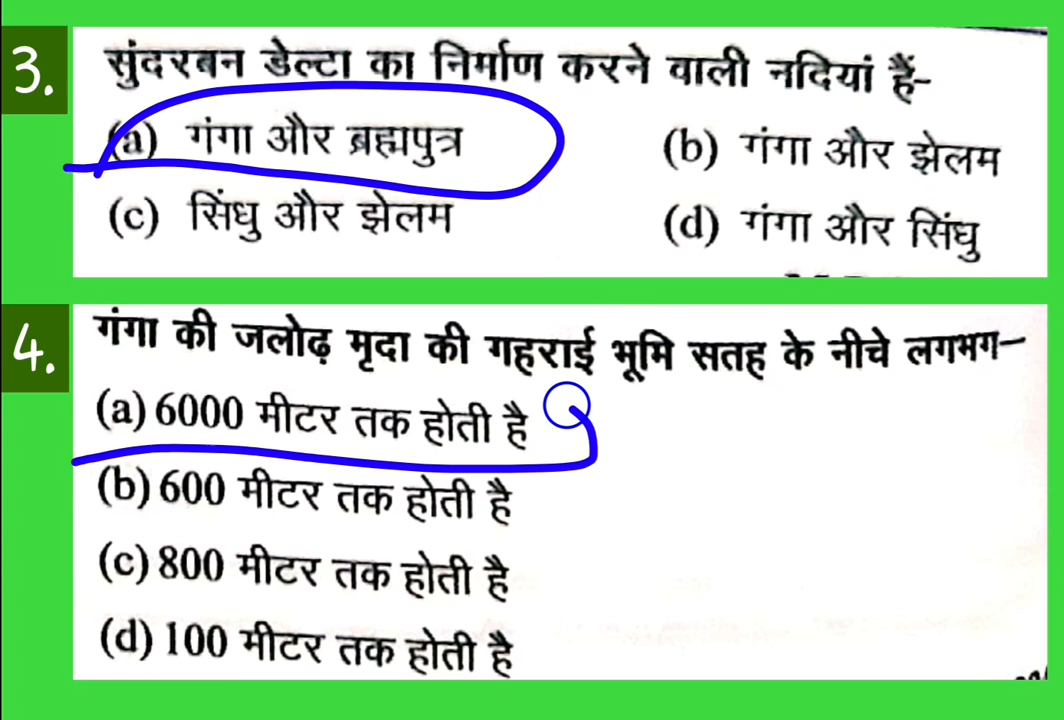 3.
सुंदरबन डेल्टा का निर्माण करने वाली नदियां हैं-
(a) गंगा और ब्रह्मपुत्र (b) गंगा और झेलम
(c) सिंधु और झेलम (d) गंगा और सिंधु
4.
गंगा की जलोढ़ मृदा की गहराई भूमि सतह के नीचे लगभग-
(a) 6000 मीटर तक होती है
(b) 600 मीटर तक होती है
(c) 800 मीटर तक होती है
(d) 100 मीटर तक होती है